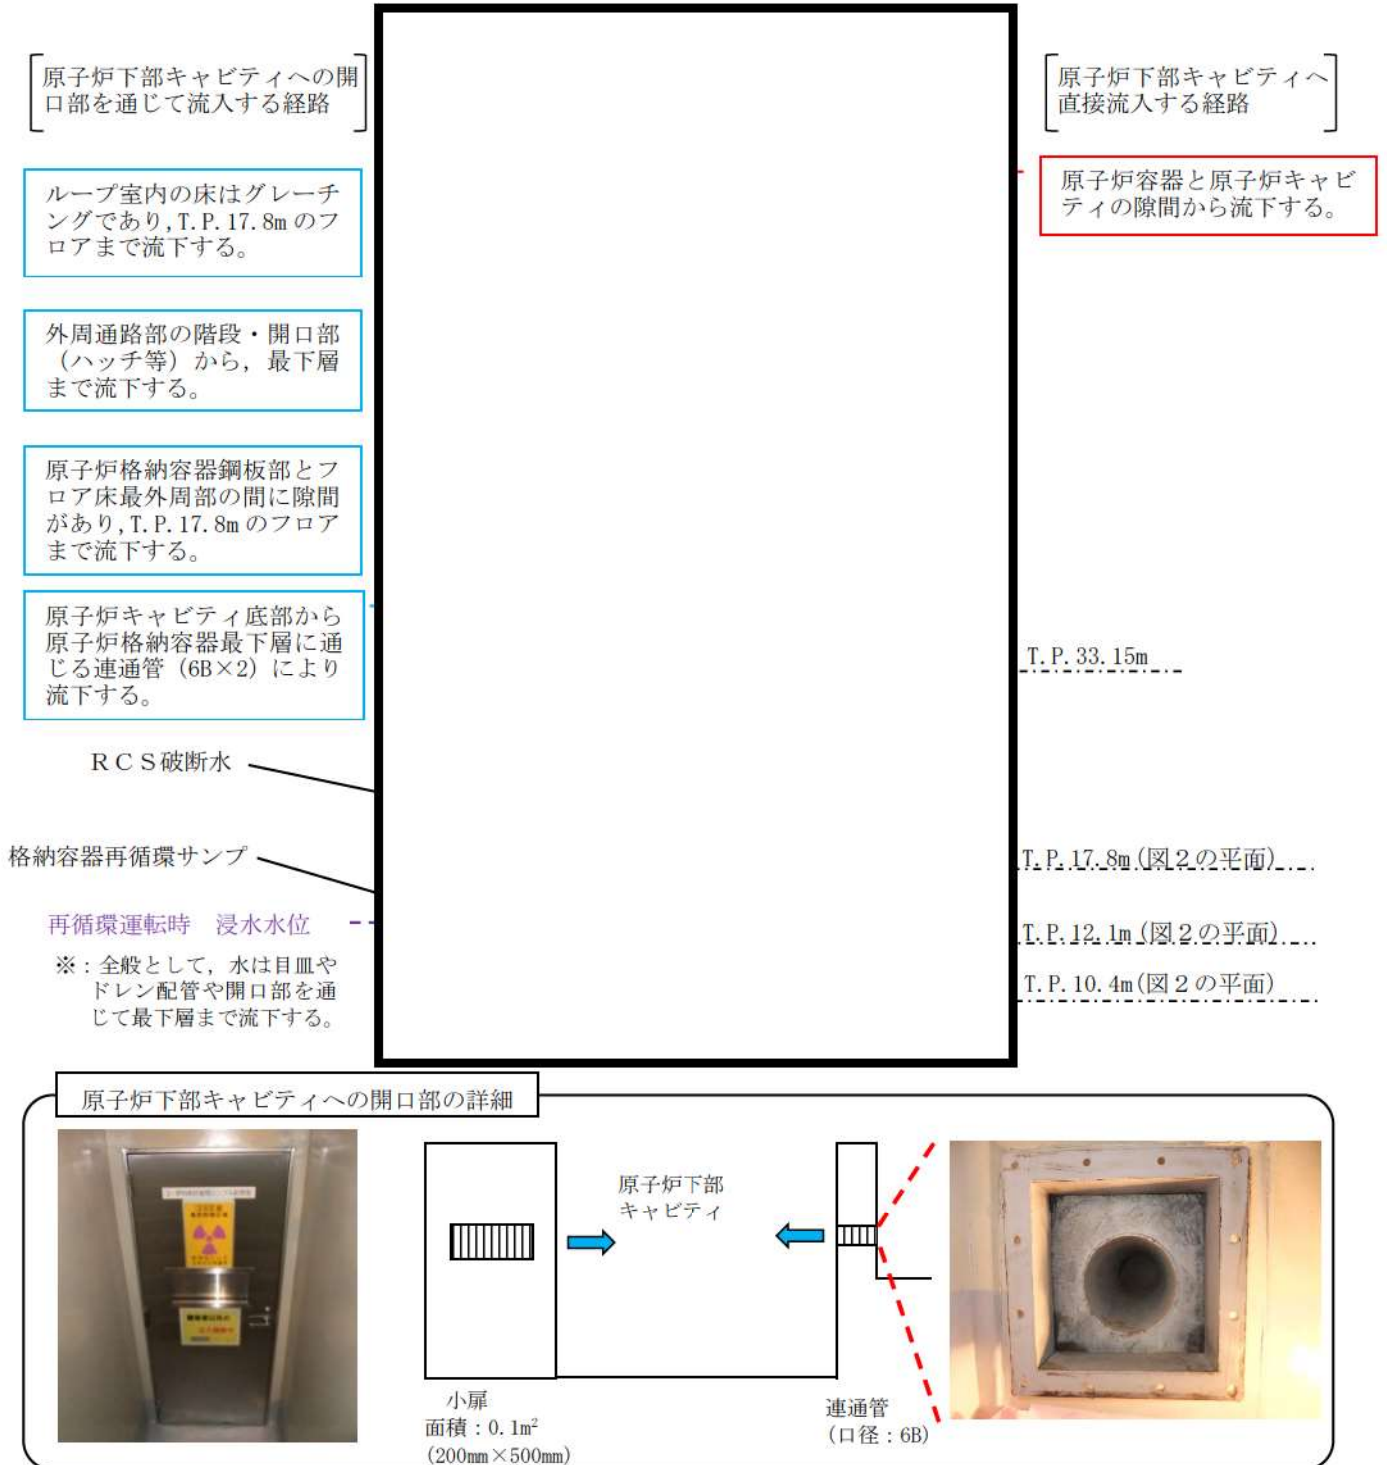 原子炉下部キャビティへの開
口部を通じて流入する経路
原子炉下部キャビティへ
直接流入する経路
ループ室内の床はグレーチ
ングであり,T.P.17.8mのフ
ロアまで流下する。
原子炉容器と原子炉キャビ
ティの隙間から流下する。
外周通路部の階段・開口部
（ハッチ等）から，最下層
まで流下する。
原子炉格納容器鋼板部とフ
ロア床最外周部の間に隙間
があり,T.P.17.8mのフロア
まで流下する。
原子炉キャビティ底部から
原子炉格納容器最下層に通
じる連通管（6B×2）により
流下する。
T.P.33.15m
ＲＣＳ破断水
格納容器再循環サンプ
T.P.17.8m(図２の平面)
再循環運転時　浸水水位
T.P.12.1m(図２の平面)
※：全般として，水は目皿や
ドレン配管や開口部を通
じて最下層まで流下する。
T.P.10.4m(図２の平面)
原子炉下部キャビティへの開口部の詳細
原子炉下部
キャビティ
小扉
面積：0.1m²
(200mm×500mm)
連通管
(口径：6B)